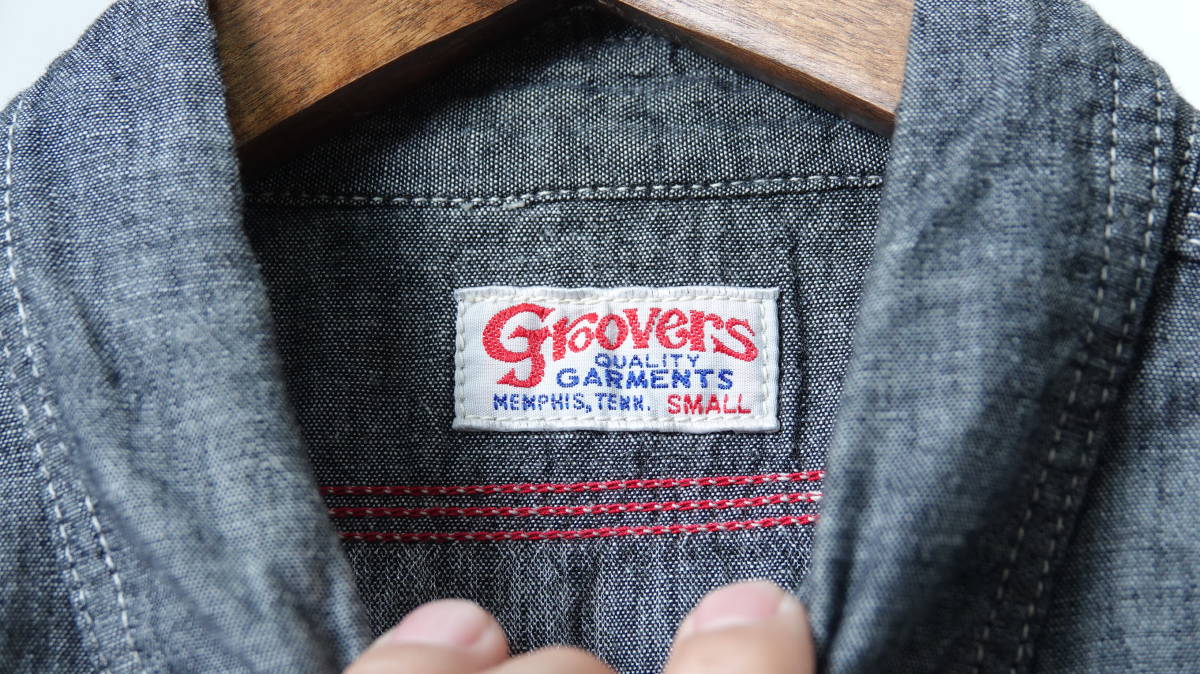 Groovers
QUALITY
GARMENTS
MEMPHIS, TENN. SMALL